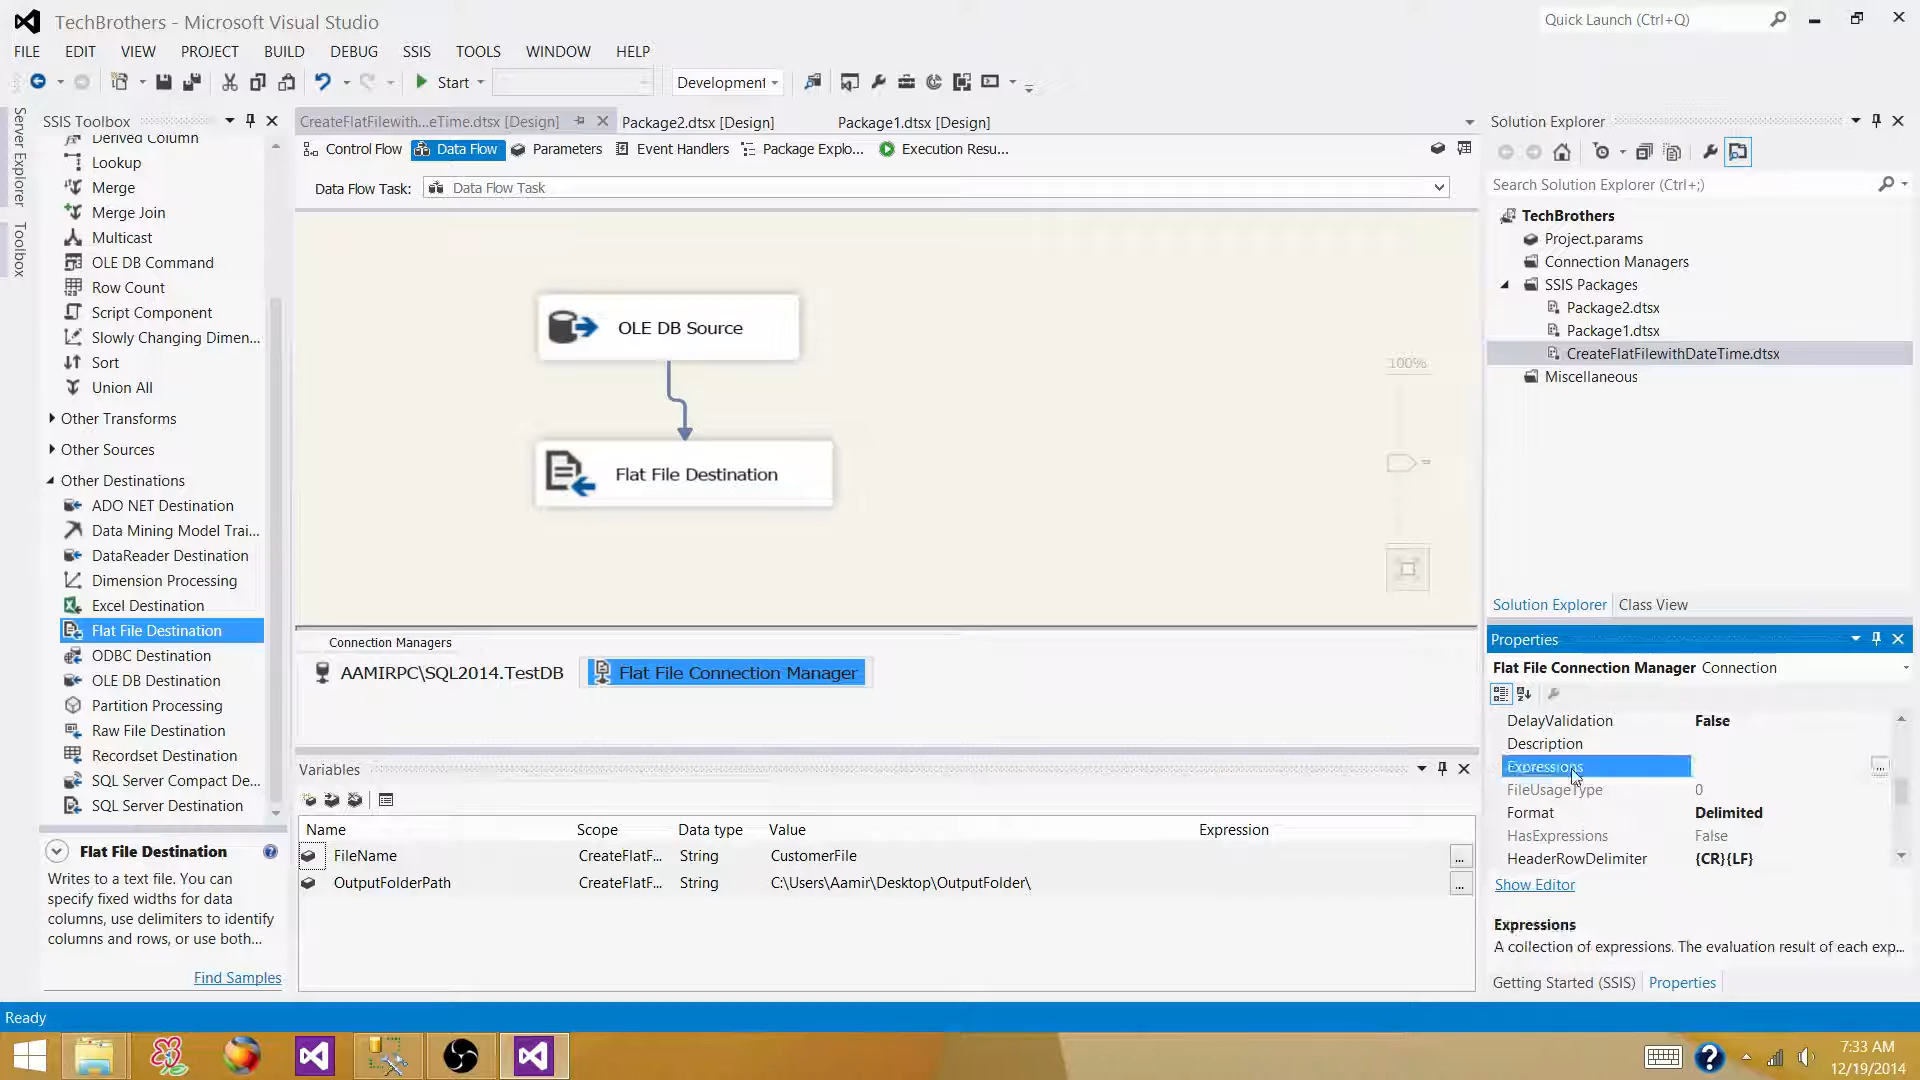 TechBrothers - Microsoft Visual Studio
Quick Launch (Ctrl+Q)
FILE EDIT VIEW PROJECT BUILD DEBUG SSIS TOOLS WINDOW HELP
Start Development
Server Explorer
Toolbox
SSIS Toolbox
Derived Column
Lookup
Merge
Merge Join
Multicast
OLE DB Command
Row Count
Script Component
Slowly Changing Dimen...
Sort
Union All
Other Transforms
Other Sources
Other Destinations
ADO NET Destination
Data Mining Model Trai...
DataReader Destination
Dimension Processing
Excel Destination
Flat File Destination
ODBC Destination
OLE DB Destination
Partition Processing
Raw File Destination
Recordset Destination
SQL Server Compact De...
SQL Server Destination
Flat File Destination
Writes to a text file. You can
specify fixed widths for data
columns, use delimiters to identify
columns and rows, or use both...
Find Samples
CreateFlatFilewith...eTime.dtsx [Design] Package2.dtsx [Design] Package1.dtsx [Design]
Control Flow Data Flow Parameters Event Handlers Package Explo... Execution Resu...
Data Flow Task: Data Flow Task
OLE DB Source
100%
Flat File Destination
Connection Managers
AAMIRPC\SQL2014.TestDB Flat File Connection Manager
Variables
Name Scope Data type Value Expression
FileName CreateFlatF... String CustomerFile ...
OutputFolderPath CreateFlatF... String C:\Users\Aamir\Desktop\OutputFolder\ ...
Solution Explorer
Search Solution Explorer (Ctrl+;)
TechBrothers
Project.params
Connection Managers
SSIS Packages
Package2.dtsx
Package1.dtsx
CreateFlatFilewithDateTime.dtsx
Miscellaneous
Solution Explorer Class View
Properties
Flat File Connection Manager Connection
DelayValidation False
Description
Expressions ...
FileUsageType 0
Format Delimited
HasExpressions False
HeaderRowDelimiter {CR}{LF}
Show Editor
Expressions
A collection of expressions. The evaluation result of each exp...
Getting Started (SSIS) Properties
Ready
7:33 AM
12/19/2014